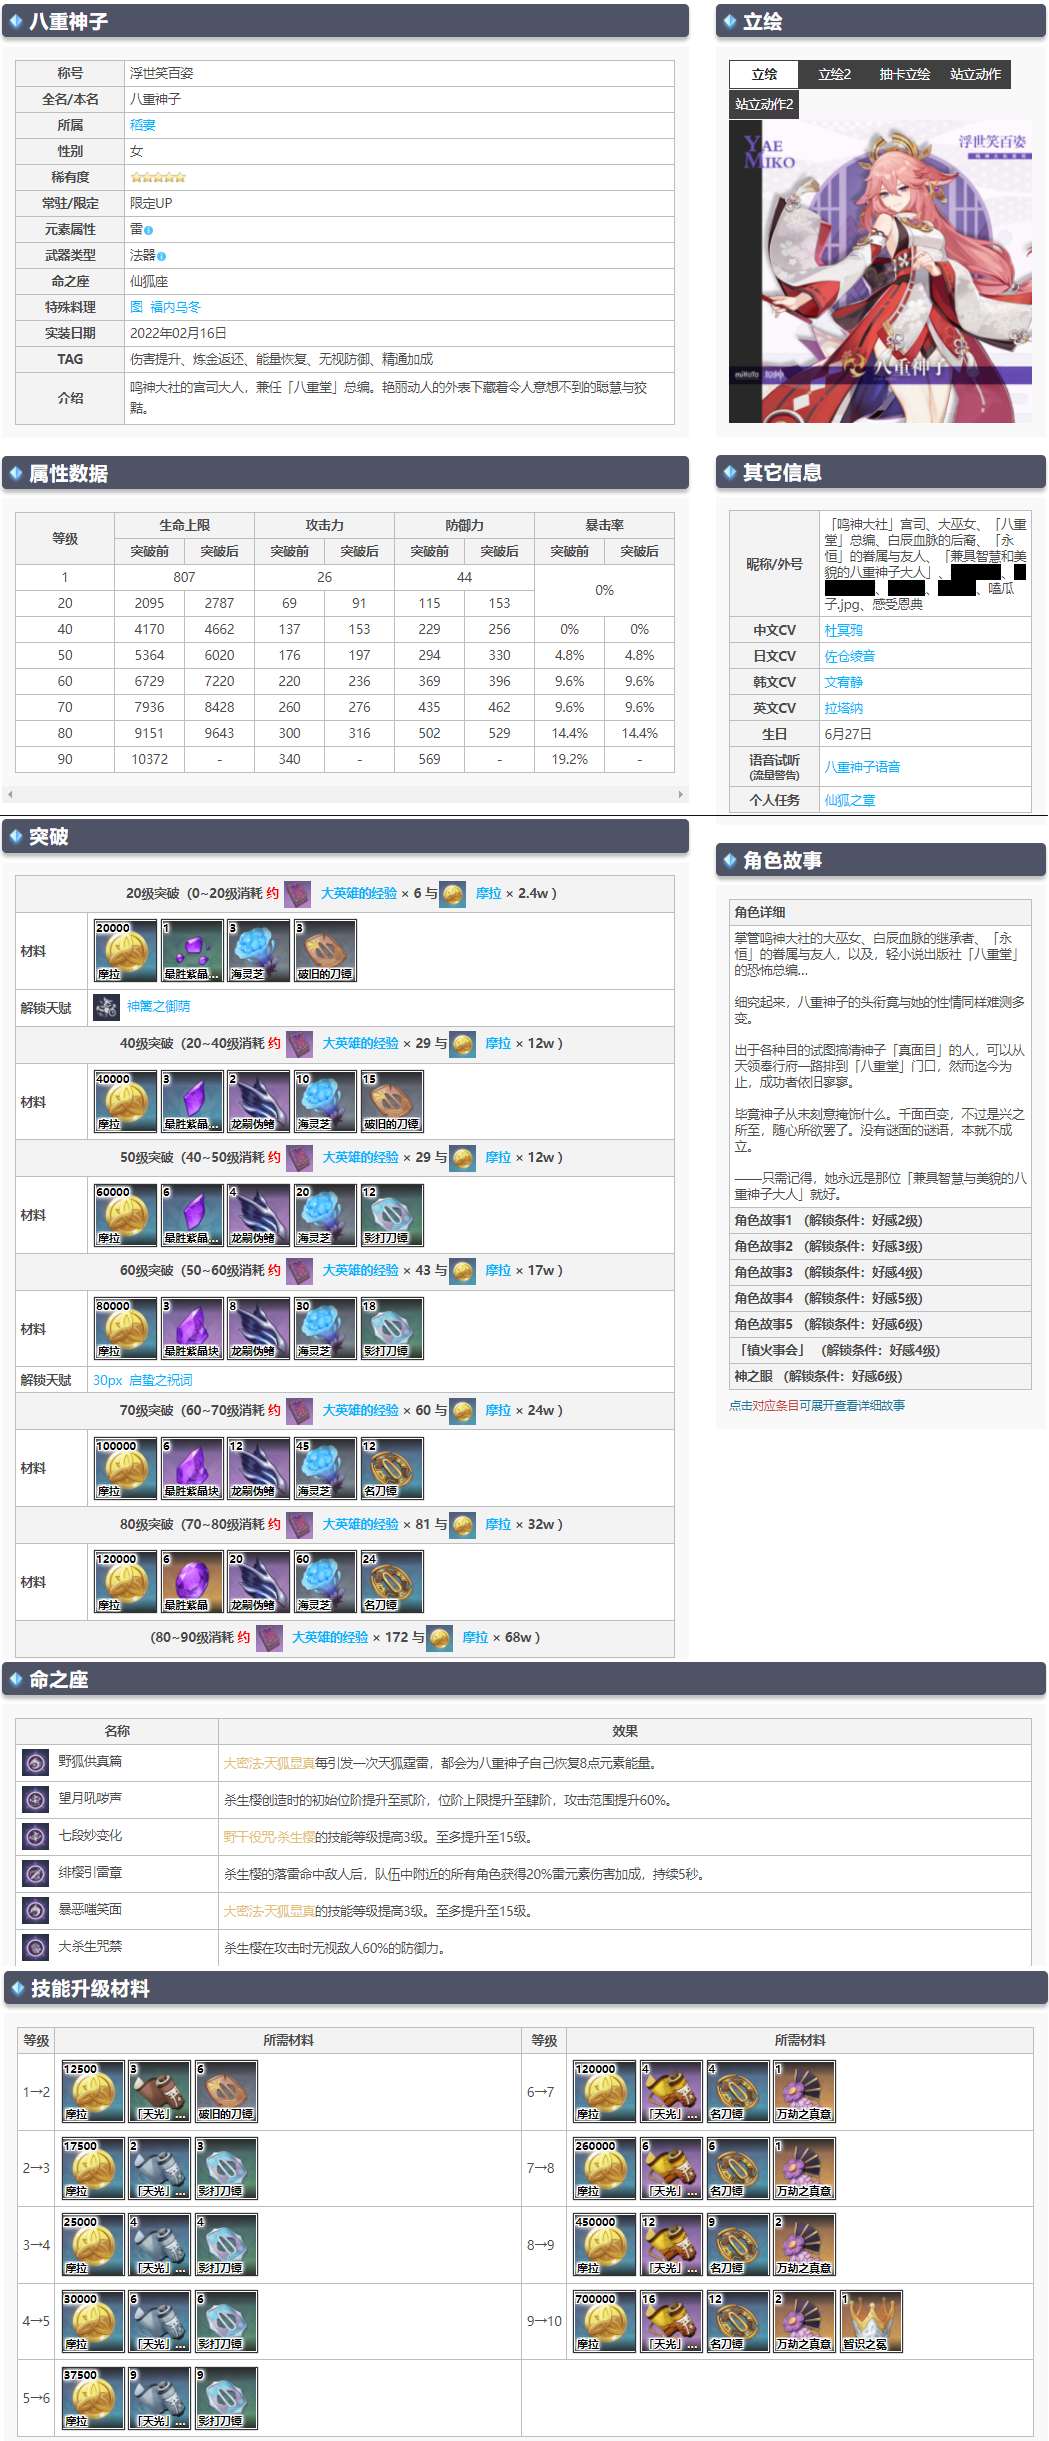 八重神子
称号 浮世笑百姿
全名/本名 八重神子
所属 稻妻
性别 女
稀有度
常驻/限定 限定UP
元素属性 雷
武器类型 法器
命之座 仙狐座
特殊料理 图 福内乌冬
实装日期 2022年02月16日
TAG 伤害提升、炼金返还、能量恢复、无视防御、精通加成
介绍 鸣神大社的宫司大人，兼任「八重堂」总编。艳丽动人的外表下藏着令人意想不到的聪慧与狡
黠。
立绘
立绘 立绘2 抽卡立绘 站立动作
站立动作2
YAE
MIKO
浮世笑百姿
八重神子
miHoYo 原神
属性数据
等级 生命上限 攻击力 防御力 暴击率
突破前 突破后 突破前 突破后 突破前 突破后 突破前 突破后
1 807 26 44 0%
20 2095 2787 69 91 115 153
40 4170 4662 137 153 229 256 0% 0%
50 5364 6020 176 197 294 330 4.8% 4.8%
60 6729 7220 220 236 369 396 9.6% 9.6%
70 7936 8428 260 276 435 462 9.6% 9.6%
80 9151 9643 300 316 502 529 14.4% 14.4%
90 10372 - 340 - 569 - 19.2% -
其它信息
昵称/外号
「鸣神大社」宫司、大巫女、「八重
堂」总编、白辰血脉的后裔、「永
恒」的眷属与友人、「兼具智慧和美
貌的八重神子大人」、、
、、、嗑瓜
子.jpg、感受恩典
中文CV 杜冥鸦
日文CV 佐仓绫音
韩文CV 文宥静
英文CV 拉塔纳
生日 6月27日
语音试听 八重神子语音
(流量警告)
个人任务 仙狐之章
突破
20级突破（0~20级消耗 约 大英雄的经验 × 6 与 摩拉 × 2.4w ）
材料
20000 1 3 3
摩拉 最胜紫晶... 海灵芝 破旧的刀镡
解锁天赋 神篱之御荫
40级突破（20~40级消耗 约 大英雄的经验 × 29 与 摩拉 × 12w ）
材料
40000 3 2 10 15
摩拉 最胜紫晶... 龙嗣伪鳍 海灵芝 破旧的刀镡
50级突破（40~50级消耗 约 大英雄的经验 × 29 与 摩拉 × 12w ）
材料
60000 6 4 20 12
摩拉 最胜紫晶... 龙嗣伪鳍 海灵芝 影打刀镡
60级突破（50~60级消耗 约 大英雄的经验 × 43 与 摩拉 × 17w ）
材料
80000 3 8 30 18
摩拉 最胜紫晶块 龙嗣伪鳍 海灵芝 影打刀镡
解锁天赋 30px 启蛰之祝词
70级突破（60~70级消耗 约 大英雄的经验 × 60 与 摩拉 × 24w ）
材料
100000 6 12 45 12
摩拉 最胜紫晶块 龙嗣伪鳍 海灵芝 名刀镡
80级突破（70~80级消耗 约 大英雄的经验 × 81 与 摩拉 × 32w ）
材料
120000 6 20 60 24
摩拉 最胜紫晶 龙嗣伪鳍 海灵芝 名刀镡
（80~90级消耗 约 大英雄的经验 × 172 与 摩拉 × 68w ）
角色故事
角色详细
掌管鸣神大社的大巫女、白辰血脉的继承者、「永
恒」的眷属与友人，以及，轻小说出版社「八重堂」
的恐怖总编...
细究起来，八重神子的头衔竟与她的性情同样难测多
变。
出于各种目的试图搞清神子「真面目」的人，可以从
天领奉行府一路排到「八重堂」门口，然而迄今为
止，成功者依旧寥寥。
毕竟神子从未刻意掩饰什么。千面百变，不过是兴之
所至，随心所欲罢了。没有谜面的谜语，本就不成
立。
——只需记得，她永远是那位「兼具智慧与美貌的八
重神子大人」就好。
角色故事1 （解锁条件：好感2级）
角色故事2 （解锁条件：好感3级）
角色故事3 （解锁条件：好感4级）
角色故事4 （解锁条件：好感5级）
角色故事5 （解锁条件：好感6级）
「镇火事会」 （解锁条件：好感4级）
神之眼 （解锁条件：好感6级）
点击对应条目可展开查看详细故事
命之座
名称 效果
野狐供真篇 大密法·天狐显真每引发一次天狐霆雷，都会为八重神子自己恢复8点元素能量。
望月吼哕声 杀生樱创造时的初始位阶提升至贰阶，位阶上限提升至肆阶，攻击范围提升60%。
七段妙变化 野干役咒·杀生樱的技能等级提高3级。至多提升至15级。
绯樱引雷章 杀生樱的落雷命中敌人后，队伍中附近的所有角色获得20%雷元素伤害加成，持续5秒。
暴恶嗤笑面 大密法·天狐显真的技能等级提高3级。至多提升至15级。
大杀生咒禁 杀生樱在攻击时无视敌人60%的防御力。
技能升级材料
等级 所需材料 等级 所需材料
1→2
12500 3 6
摩拉 「天光」... 破旧的刀镡
6→7
120000 4 4 1
摩拉 「天光」... 名刀镡 万劫之真意
2→3
17500 2 3
摩拉 「天光」... 影打刀镡
7→8
260000 6 6 1
摩拉 「天光」... 名刀镡 万劫之真意
3→4
25000 4 4
摩拉 「天光」... 影打刀镡
8→9
450000 12 9 2
摩拉 「天光」... 名刀镡 万劫之真意
4→5
30000 6 6
摩拉 「天光」... 影打刀镡
9→10
700000 16 12 2 1
摩拉 「天光」... 名刀镡 万劫之真意 智识之冕
5→6
37500 9 9
摩拉 「天光」... 影打刀镡